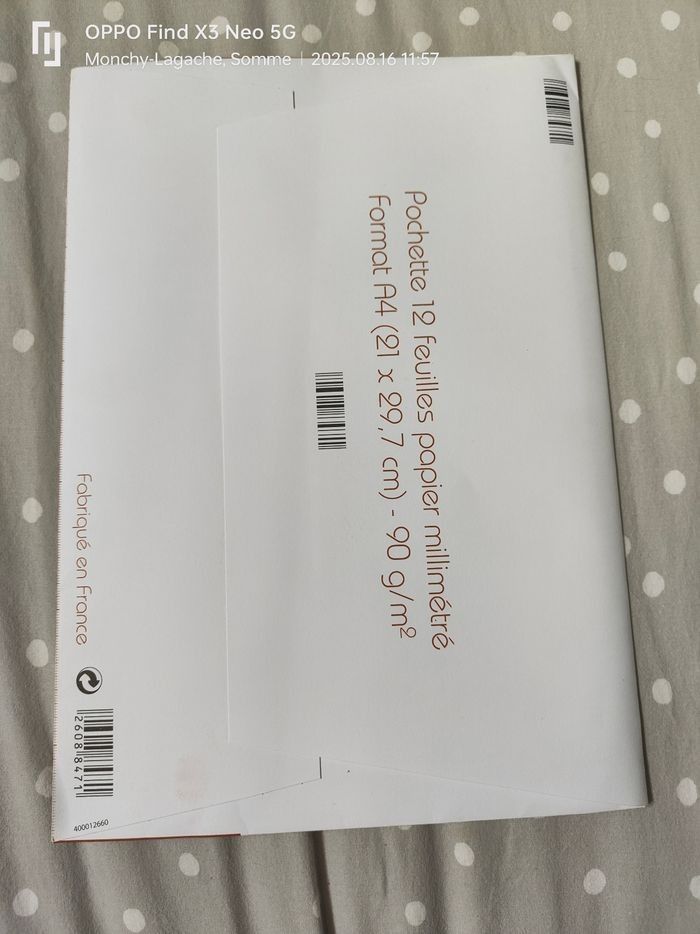 OPPO Find X3 Neo 5G
Monchy-Lagache, Somme | 2025.08.16 11:57
Pochette 12 feuilles papier millimétré
Format A4 (21 x 29,7 cm) - 90 g/m²
Fabriqué en France
26088471
400012660